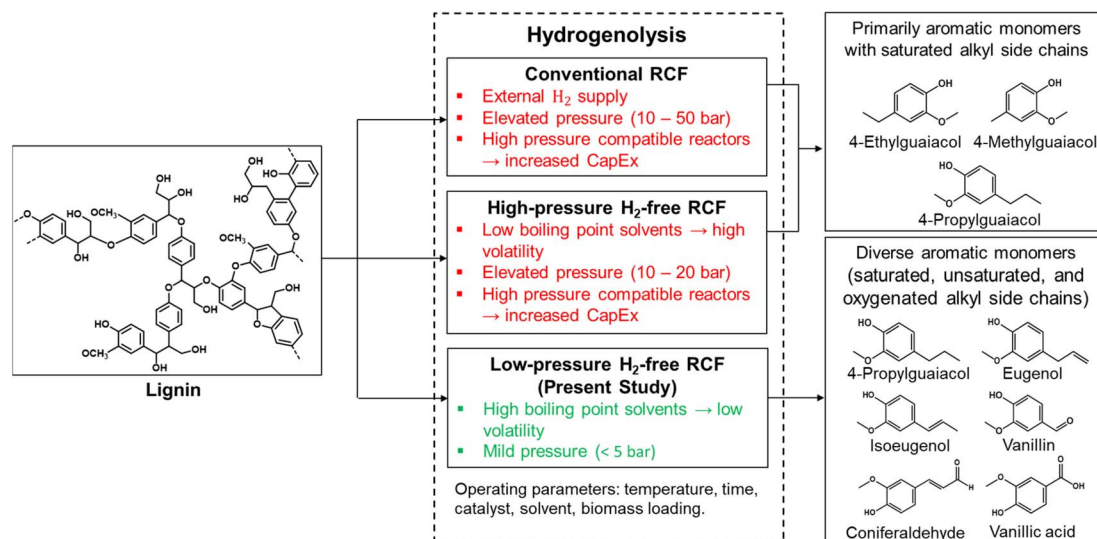 Hydrogenolysis
Conventional RCF
▪ External H₂ supply
▪ Elevated pressure (10 – 50 bar)
▪ High pressure compatible reactors
→ increased CapEx
High-pressure H₂-free RCF
▪ Low boiling point solvents → high
volatility
▪ Elevated pressure (10 – 20 bar)
▪ High pressure compatible reactors
→ increased CapEx
Low-pressure H₂-free RCF
(Present Study)
▪ High boiling point solvents → low
volatility
▪ Mild pressure (< 5 bar)
Operating parameters: temperature, time,
catalyst, solvent, biomass loading.
Lignin
OH
OH
OH
OH
HO
OCH₃
HO
O
O
O
OH
O
O
OCH₃
O
O
O
O
OH
OH
HO
O
HO
OCH₃
OH
OH
Primarily aromatic monomers
with saturated alkyl side chains
OH
O
OH
O
4-Ethylguaiacol
4-Methylguaiacol
HO
O
4-Propylguaiacol
Diverse aromatic monomers
(saturated, unsaturated, and
oxygenated alkyl side chains)
HO
O
HO
O
4-Propylguaiacol
Eugenol
HO
O
HO
O
O
Isoeugenol
Vanillin
O
O
H
HO
O
O
OH
HO
Coniferaldehyde
Vanillic acid